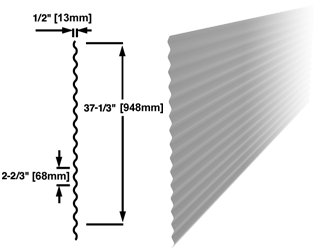 1/2" [13mm]
37-1/3" [948mm]
2-2/3" [68mm]